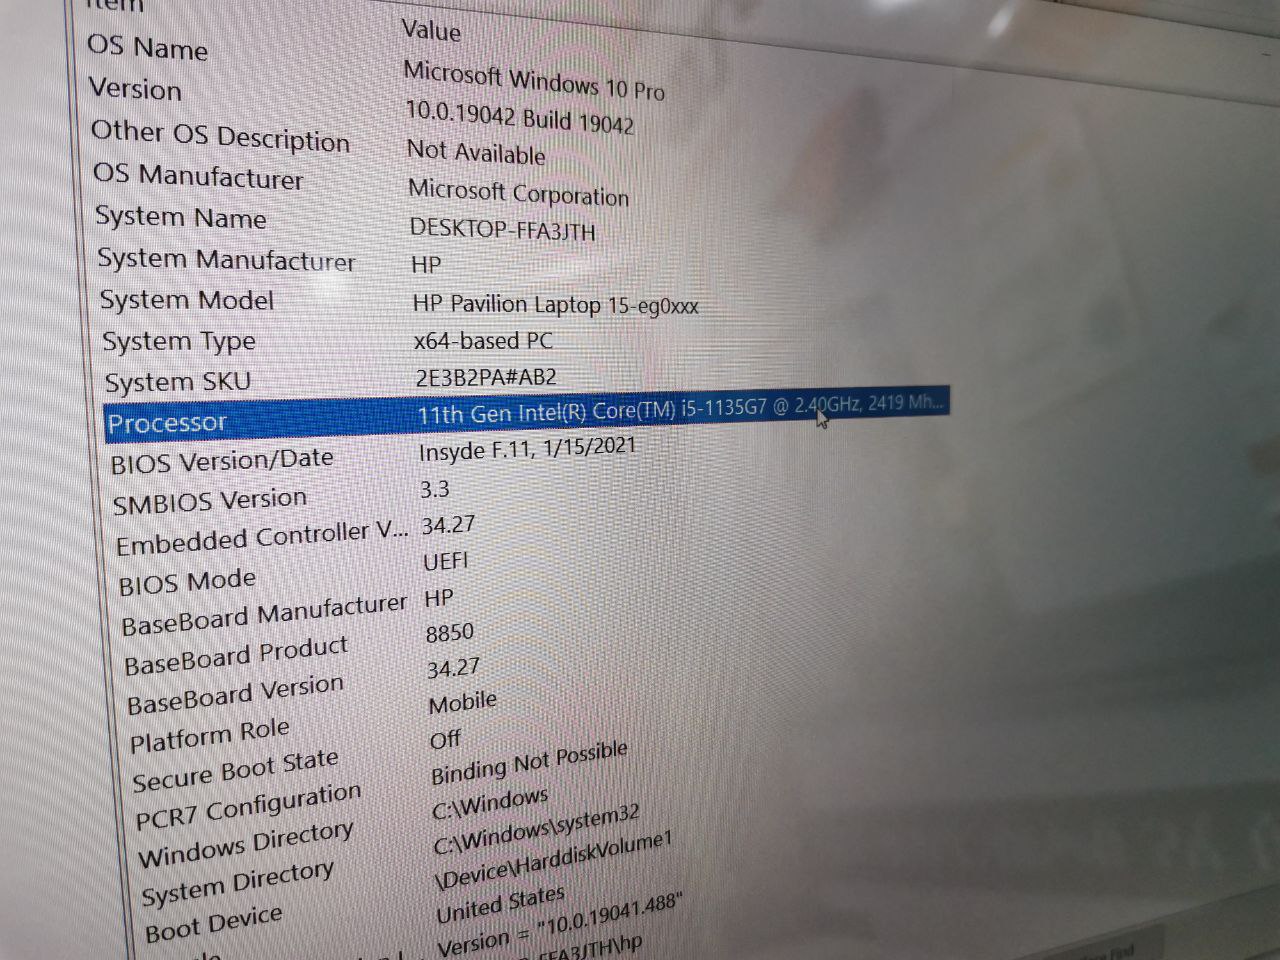 Item Value
OS Name Microsoft Windows 10 Pro
Version 10.0.19042 Build 19042
Other OS Description Not Available
OS Manufacturer Microsoft Corporation
System Name DESKTOP-FFA3JTH
System Manufacturer HP
System Model HP Pavilion Laptop 15-eg0xxx
System Type x64-based PC
System SKU 2E3B2PA#AB2
Processor 11th Gen Intel(R) Core(TM) i5-1135G7 @ 2.40GHz, 2419 Mh...
BIOS Version/Date Insyde F.11, 1/15/2021
SMBIOS Version 3.3
Embedded Controller V... 34.27
BIOS Mode UEFI
BaseBoard Manufacturer HP
BaseBoard Product 8850
BaseBoard Version 34.27
Platform Role Mobile
Secure Boot State Off
PCR7 Configuration Binding Not Possible
Windows Directory C:\Windows
System Directory C:\Windows\system32
Boot Device \Device\HarddiskVolume1
United States
Version = "10.0.19041.488"
FFA3JTH\hp
Find